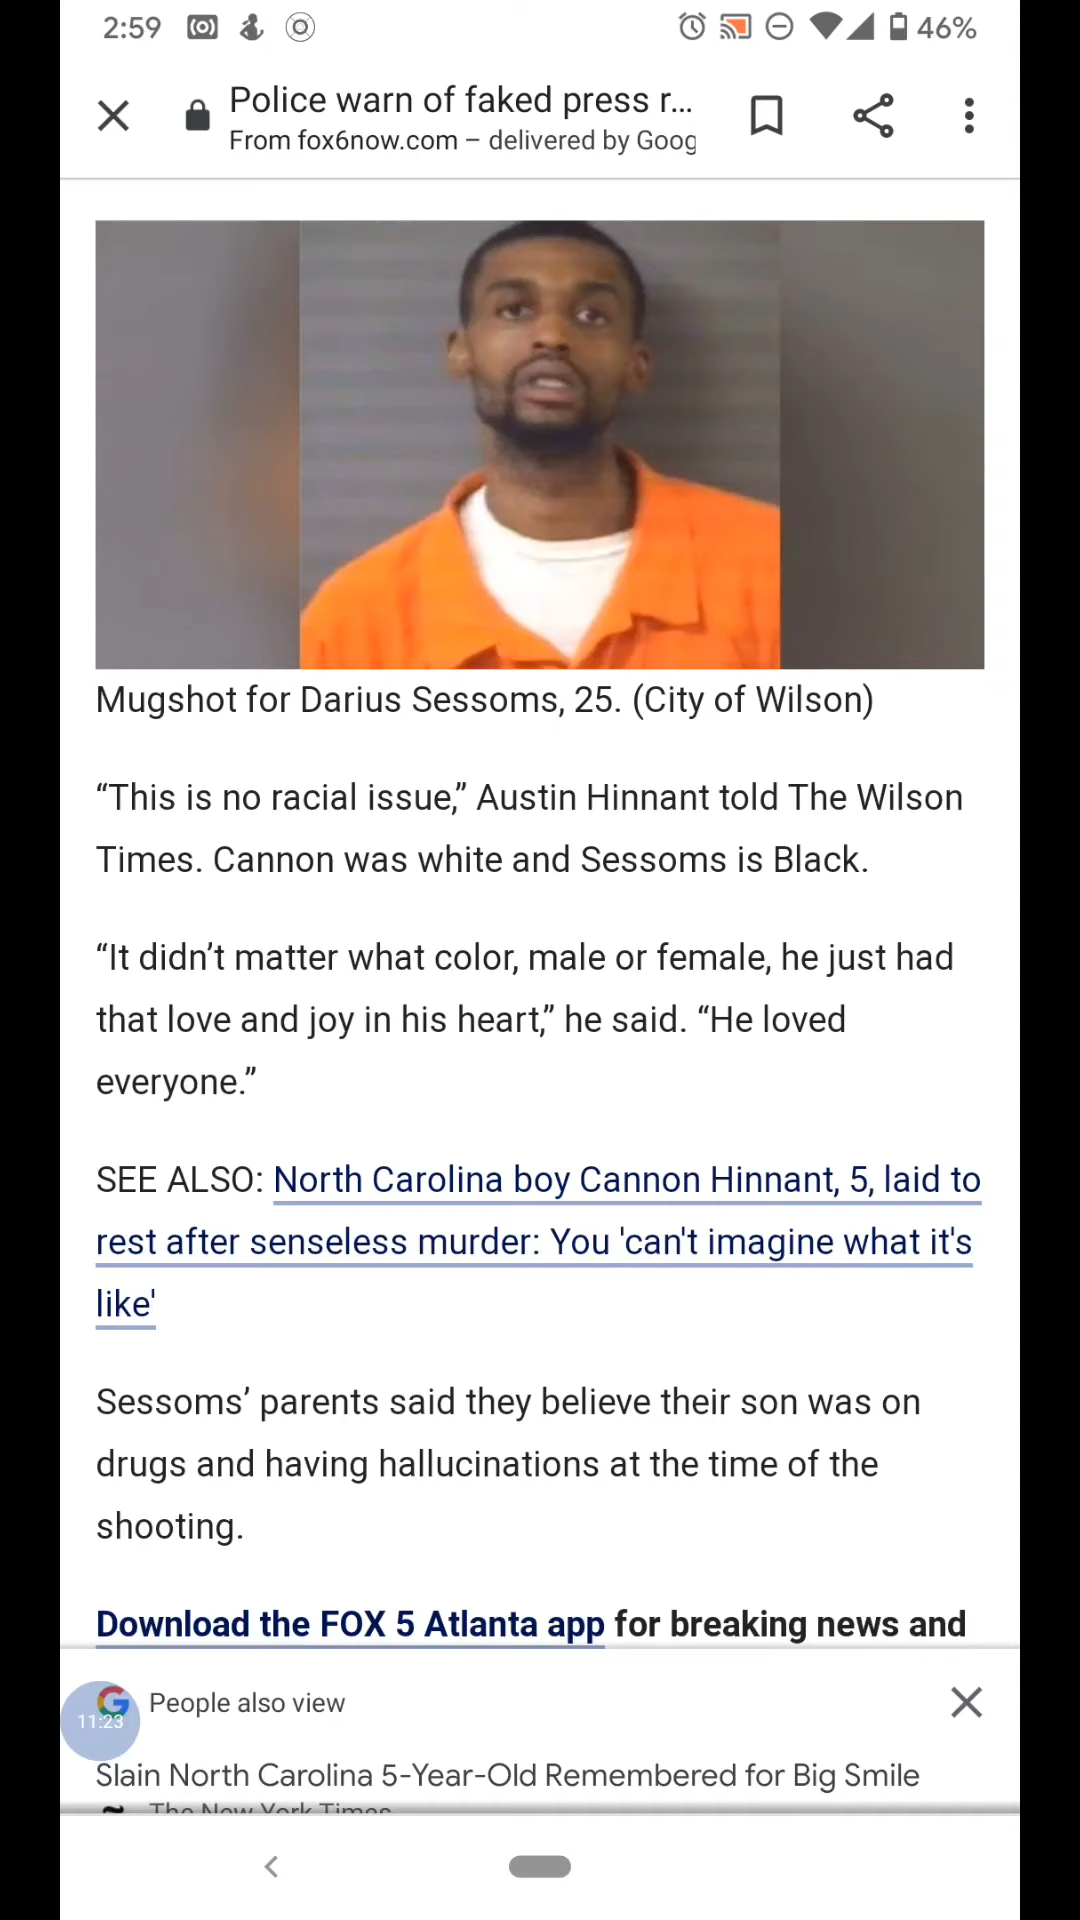 2:59
46%
Police warn of faked press r...
From fox6now.com – delivered by Goog
Mugshot for Darius Sessoms, 25. (City of Wilson)
“This is no racial issue,” Austin Hinnant told The Wilson
Times. Cannon was white and Sessoms is Black.
“It didn’t matter what color, male or female, he just had
that love and joy in his heart,” he said. “He loved
everyone.”
SEE ALSO: North Carolina boy Cannon Hinnant, 5, laid to
rest after senseless murder: You 'can't imagine what it's
like'
Sessoms’ parents said they believe their son was on
drugs and having hallucinations at the time of the
shooting.
Download the FOX 5 Atlanta app for breaking news and
People also view
11:23
Slain North Carolina 5-Year-Old Remembered for Big Smile
The New York Times